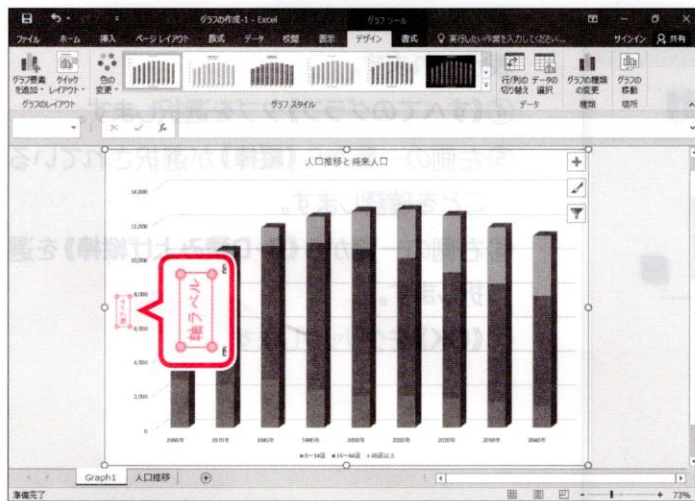 グラフの作成-1 - Excel
グラフ ツール
ファイル ホーム 挿入 ページ レイアウト 数式 データ 校閲 表示 デザイン 書式 実行したい作業を入力してください... サインイン 共有
グラフ要素を追加 クイックレイアウト 色の変更 行/列の切り替え データの選択 グラフの種類の変更 グラフの移動
グラフのレイアウト グラフ スタイル データ 種類 場所
fx
人口推移と将来人口
14,000
12,000
10,000
8,000
6,000
4,000
2,000
0
軸ラベル
軸ラベル
1960年 1970年 1980年 1990年 2000年 2010年 2020年 2030年 2040年
0~14歳 15~64歳 65歳以上
Graph1 人口推移
準備完了 73%